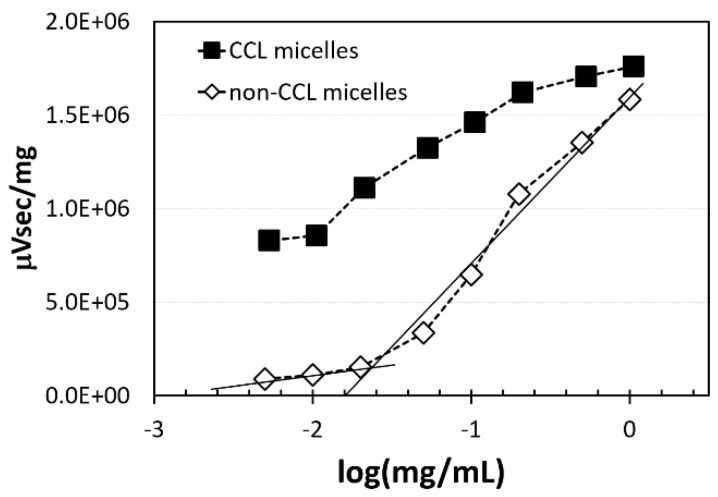 2.0E+06
CCL micelles
non-CCL micelles
1.5E+06
1.0E+06
5.0E+05
0.0E+00
μVsec/mg
-3 -2 -1 0
log(mg/mL)